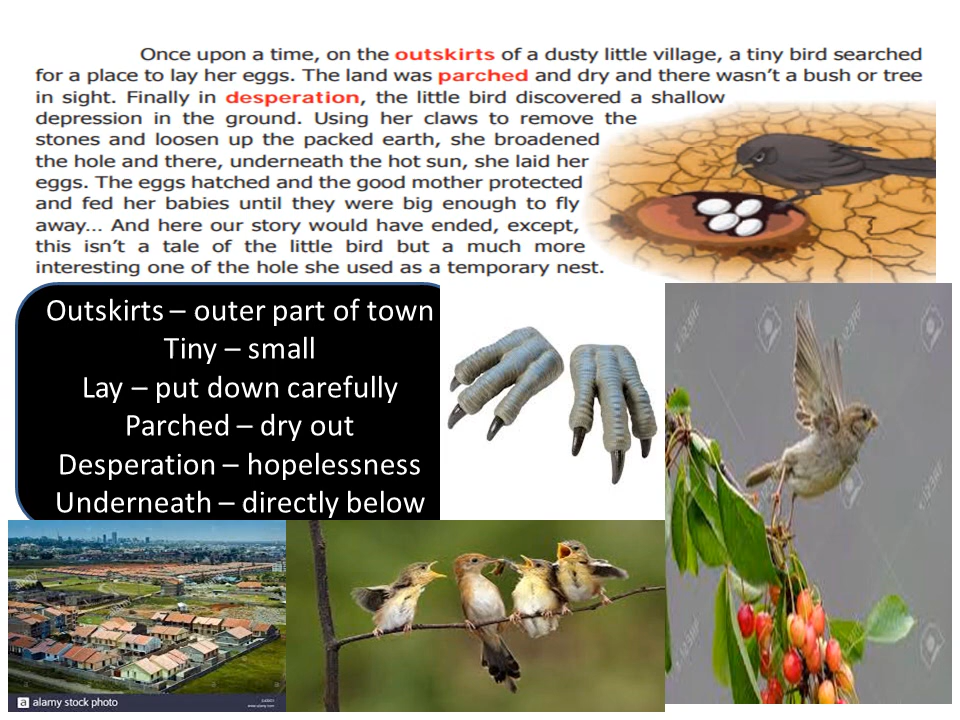 Once upon a time, on the outskirts of a dusty little village, a tiny bird searched
for a place to lay her eggs. The land was parched and dry and there wasn't a bush or tree
in sight. Finally in desperation, the little bird discovered a shallow
depression in the ground. Using her claws to remove the
stones and loosen up the packed earth, she broadened
the hole and there, underneath the hot sun, she laid her
eggs. The eggs hatched and the good mother protected
and fed her babies until they were big enough to fly
away... And here our story would have ended, except,
this isn't a tale of the little bird but a much more
interesting one of the hole she used as a temporary nest.
Outskirts – outer part of town
Tiny – small
Lay – put down carefully
Parched – dry out
Desperation – hopelessness
Underneath – directly below
a alamy stock photo
www.alamy.com
123RF